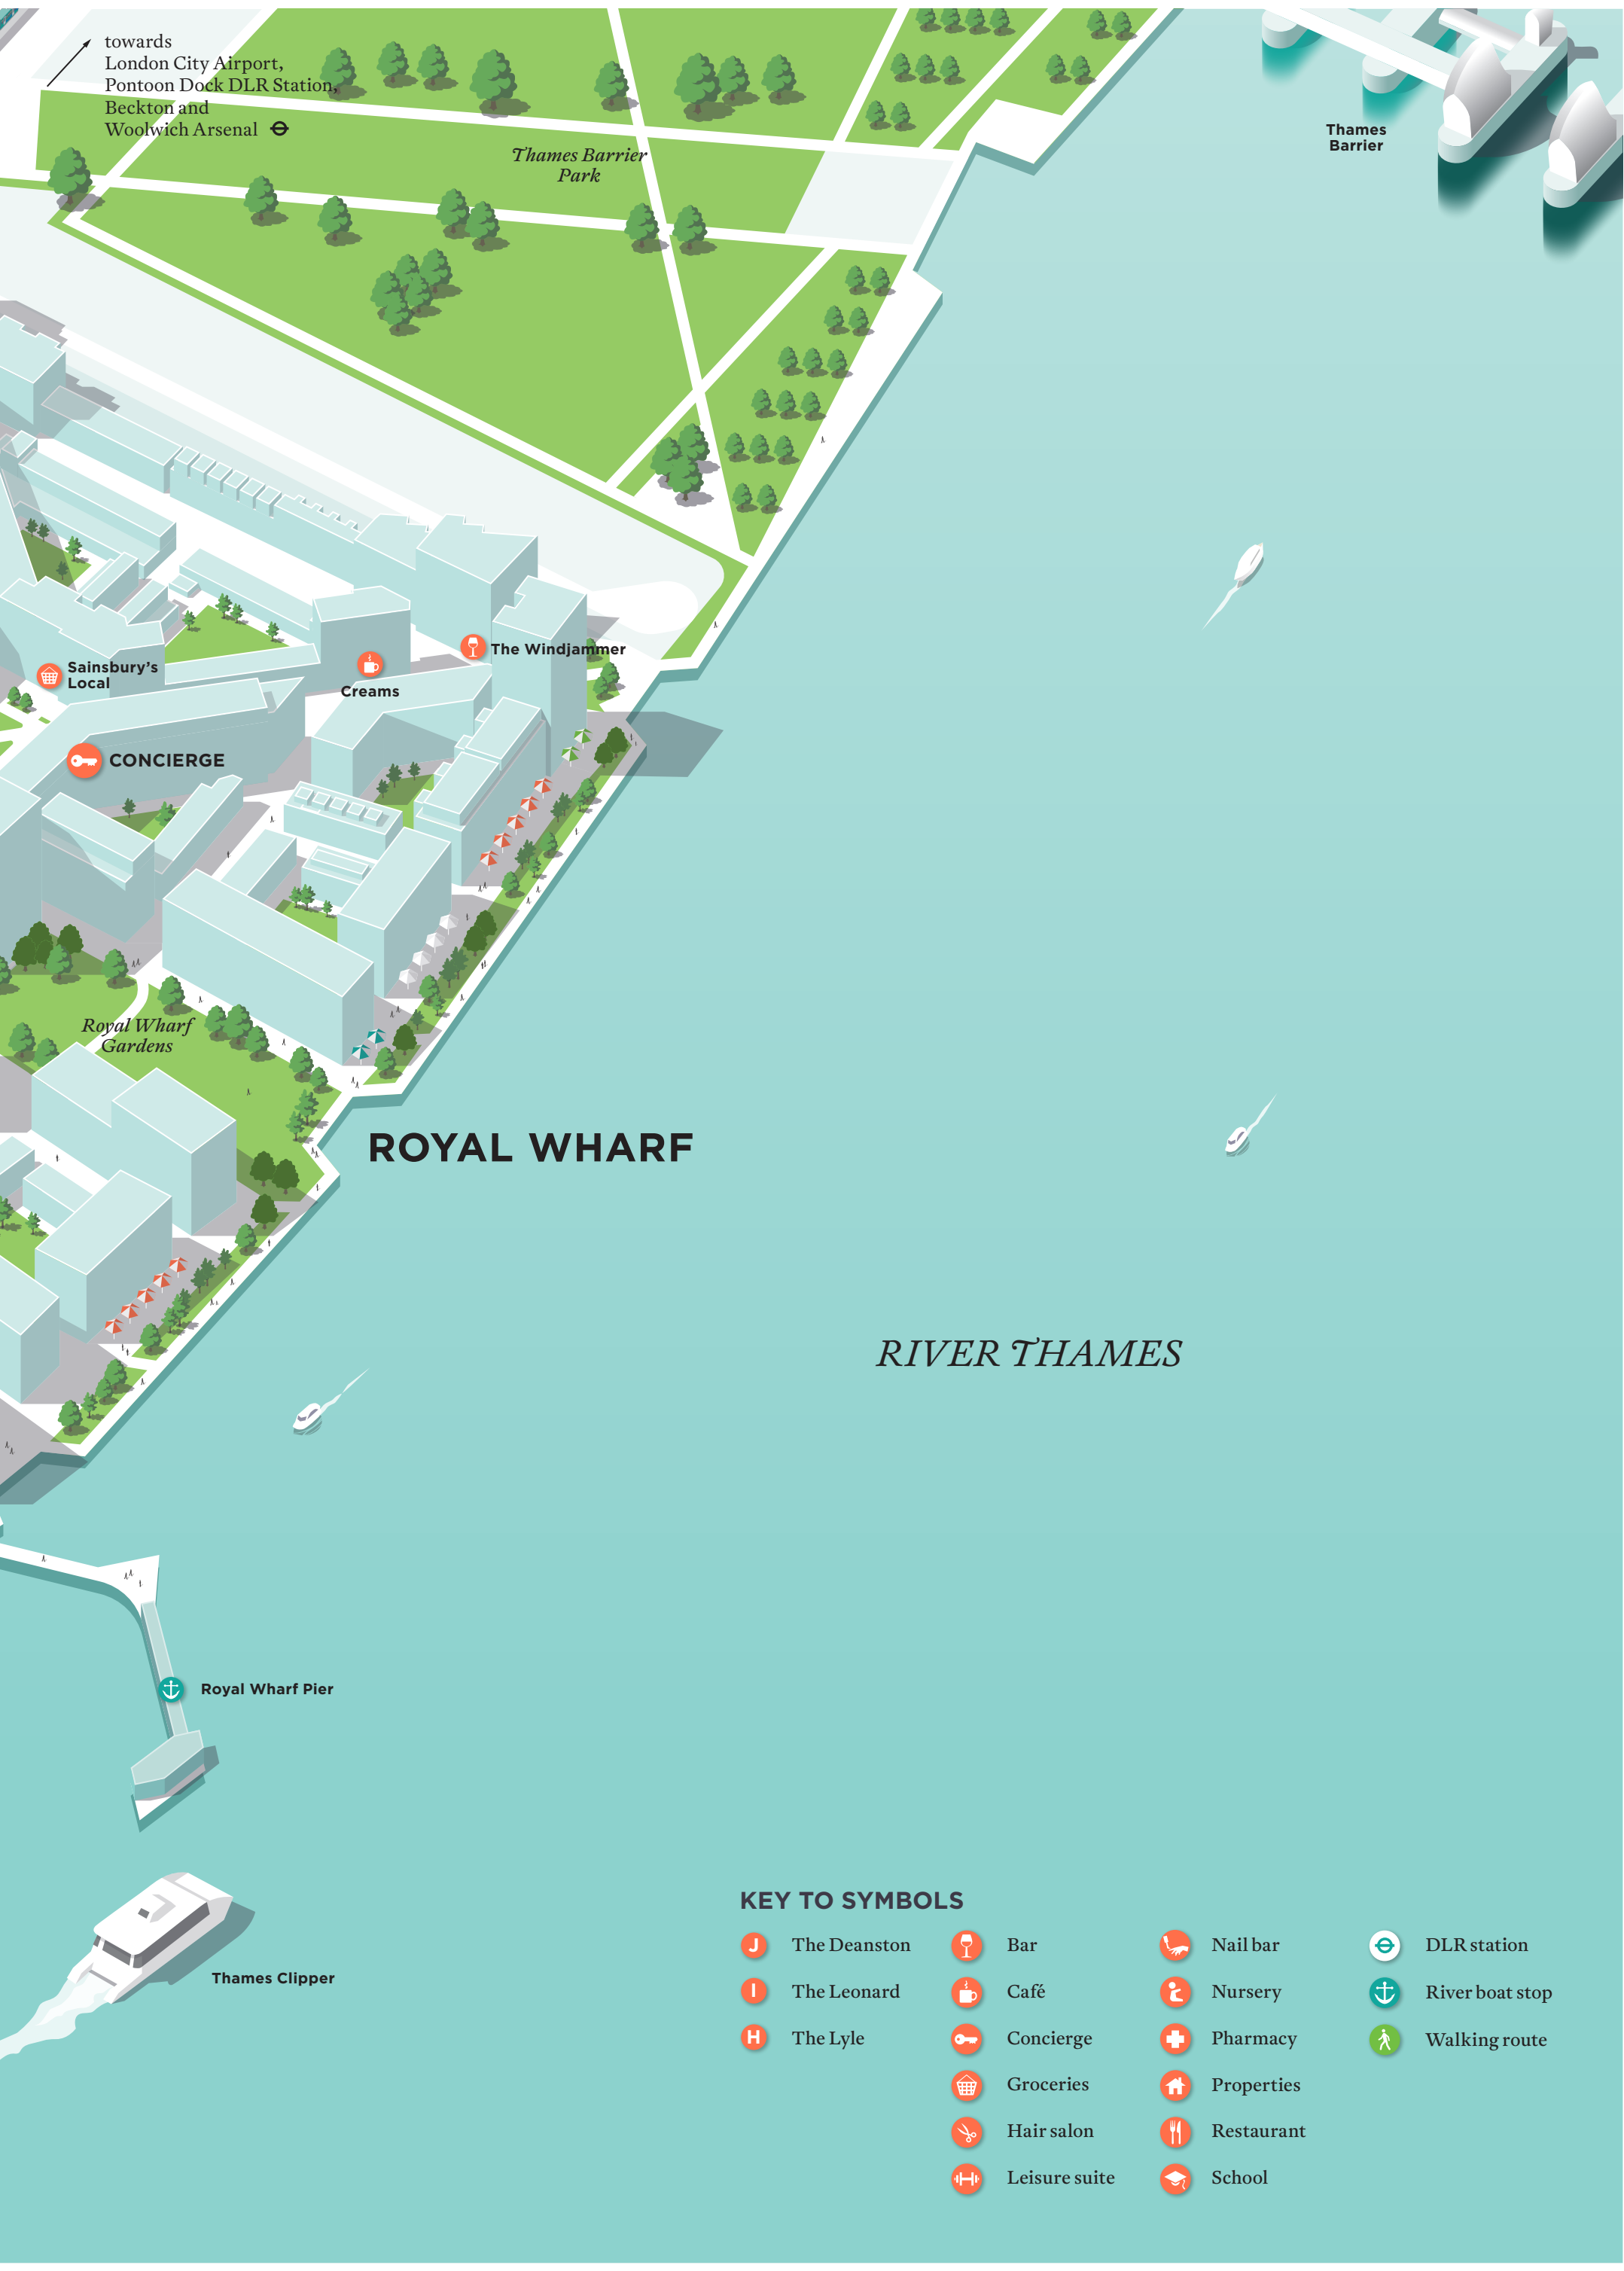 towards
London City Airport,
Pontoon Dock DLR Station,
Beckton and
Woolwich Arsenal
Thames Barrier
Park
Thames
Barrier
The Windjammer
Sainsbury's
Local
Creams
CONCIERGE
Royal Wharf
Gardens
ROYAL WHARF
RIVER THAMES
Royal Wharf Pier
Thames Clipper
KEY TO SYMBOLS
J The Deanston
I The Leonard
H The Lyle
Bar
Café
Concierge
Groceries
Hair salon
Leisure suite
Nail bar
Nursery
Pharmacy
Properties
Restaurant
School
DLR station
River boat stop
Walking route